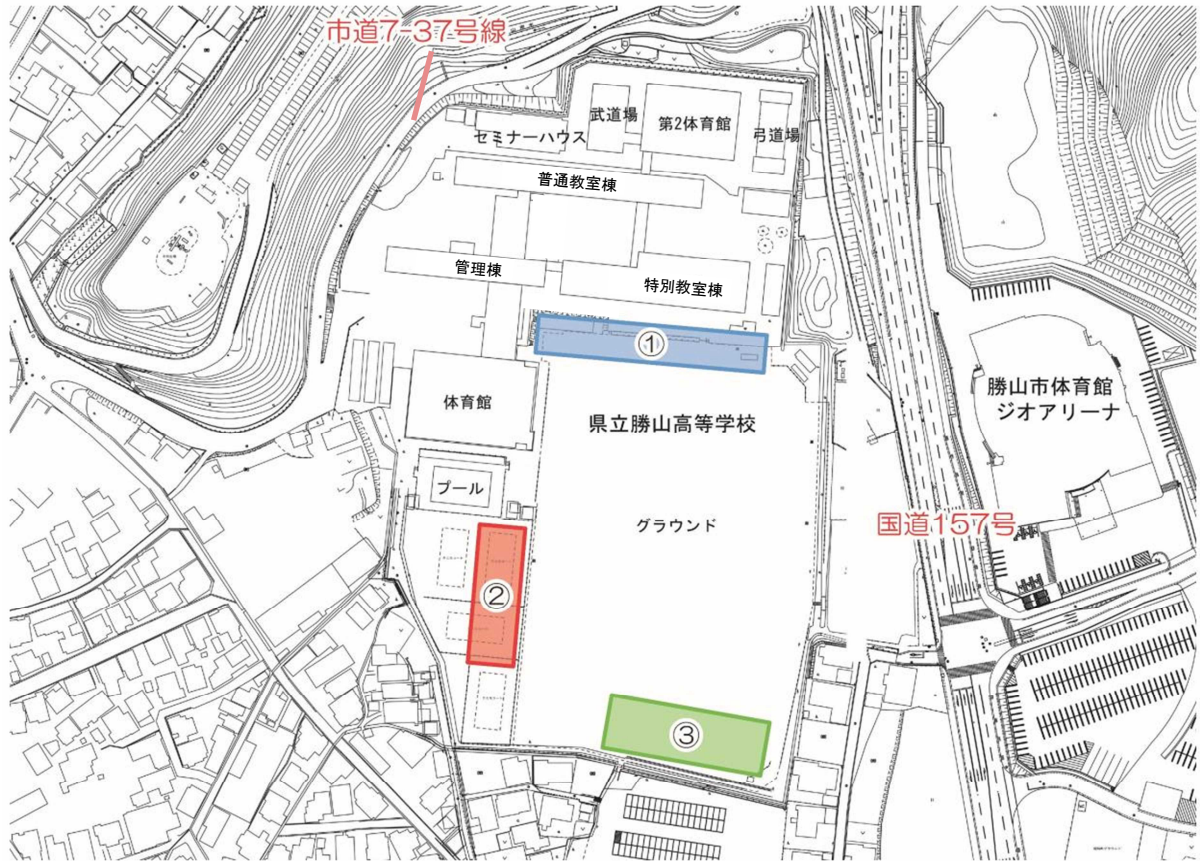 市道7-37号線
武道場
第2体育館
弓道場
セミナーハウス
普通教室棟
管理棟
特別教室棟
①
体育館
県立勝山高等学校
勝山市体育館
ジオアリーナ
プール
グラウンド
国道157号
②
③